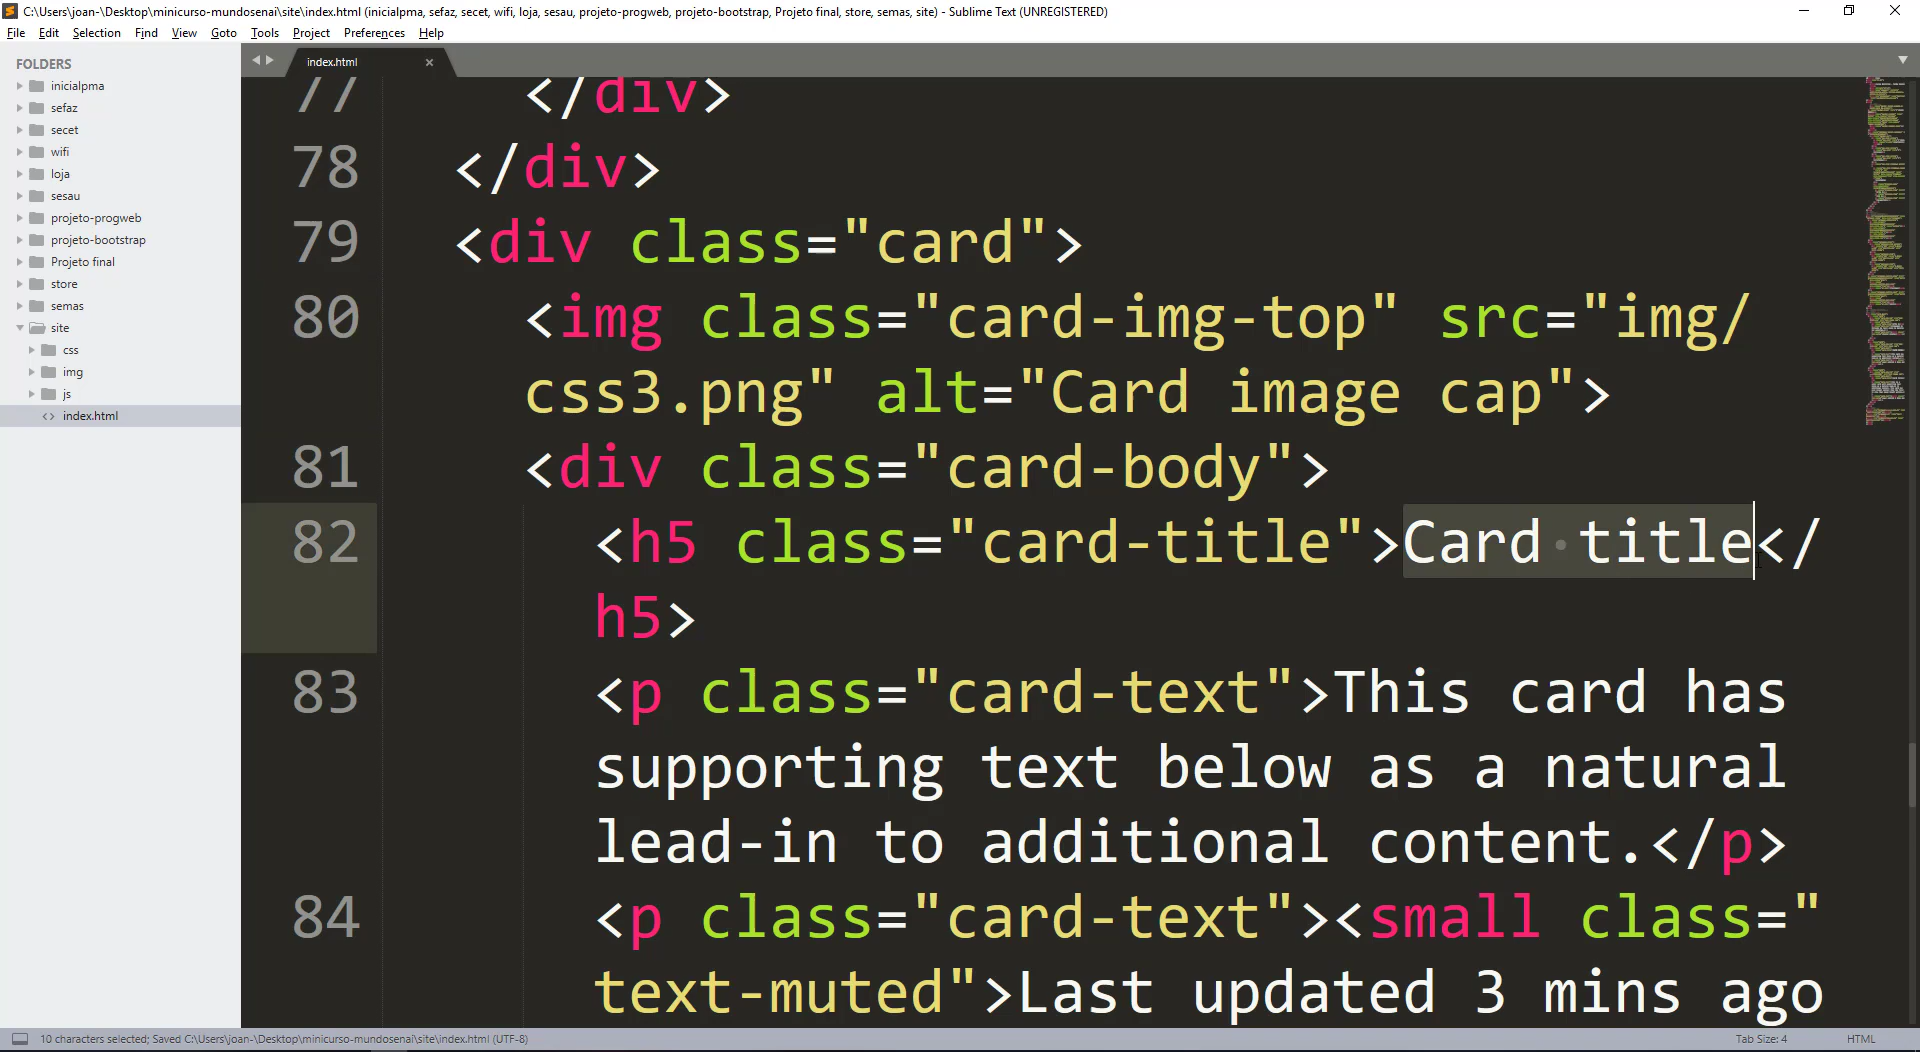 C:\Users\joan-\Desktop\minicurso-mundosenai\site\index.html (inicialpma, sefaz, secet, wifi, loja, sesau, projeto-progweb, projeto-bootstrap, Projeto final, store, semas, site) - Sublime Text (UNREGISTERED)
File Edit Selection Find View Goto Tools Project Preferences Help
FOLDERS
inicialpma
sefaz
secet
wifi
loja
sesau
projeto-progweb
projeto-bootstrap
Projeto final
store
semas
site
css
img
js
<> index.html
index.html ×
77 </div>
78 </div>
79 <div class="card">
80 <img class="card-img-top" src="img/
css3.png" alt="Card image cap">
81 <div class="card-body">
82 <h5 class="card-title">Card title</
h5>
83 <p class="card-text">This card has
supporting text below as a natural
lead-in to additional content.</p>
84 <p class="card-text"><small class="
text-muted">Last updated 3 mins ago
10 characters selected; Saved C:\Users\joan-\Desktop\minicurso-mundosenai\site\index.html (UTF-8)
Tab Size: 4
HTML